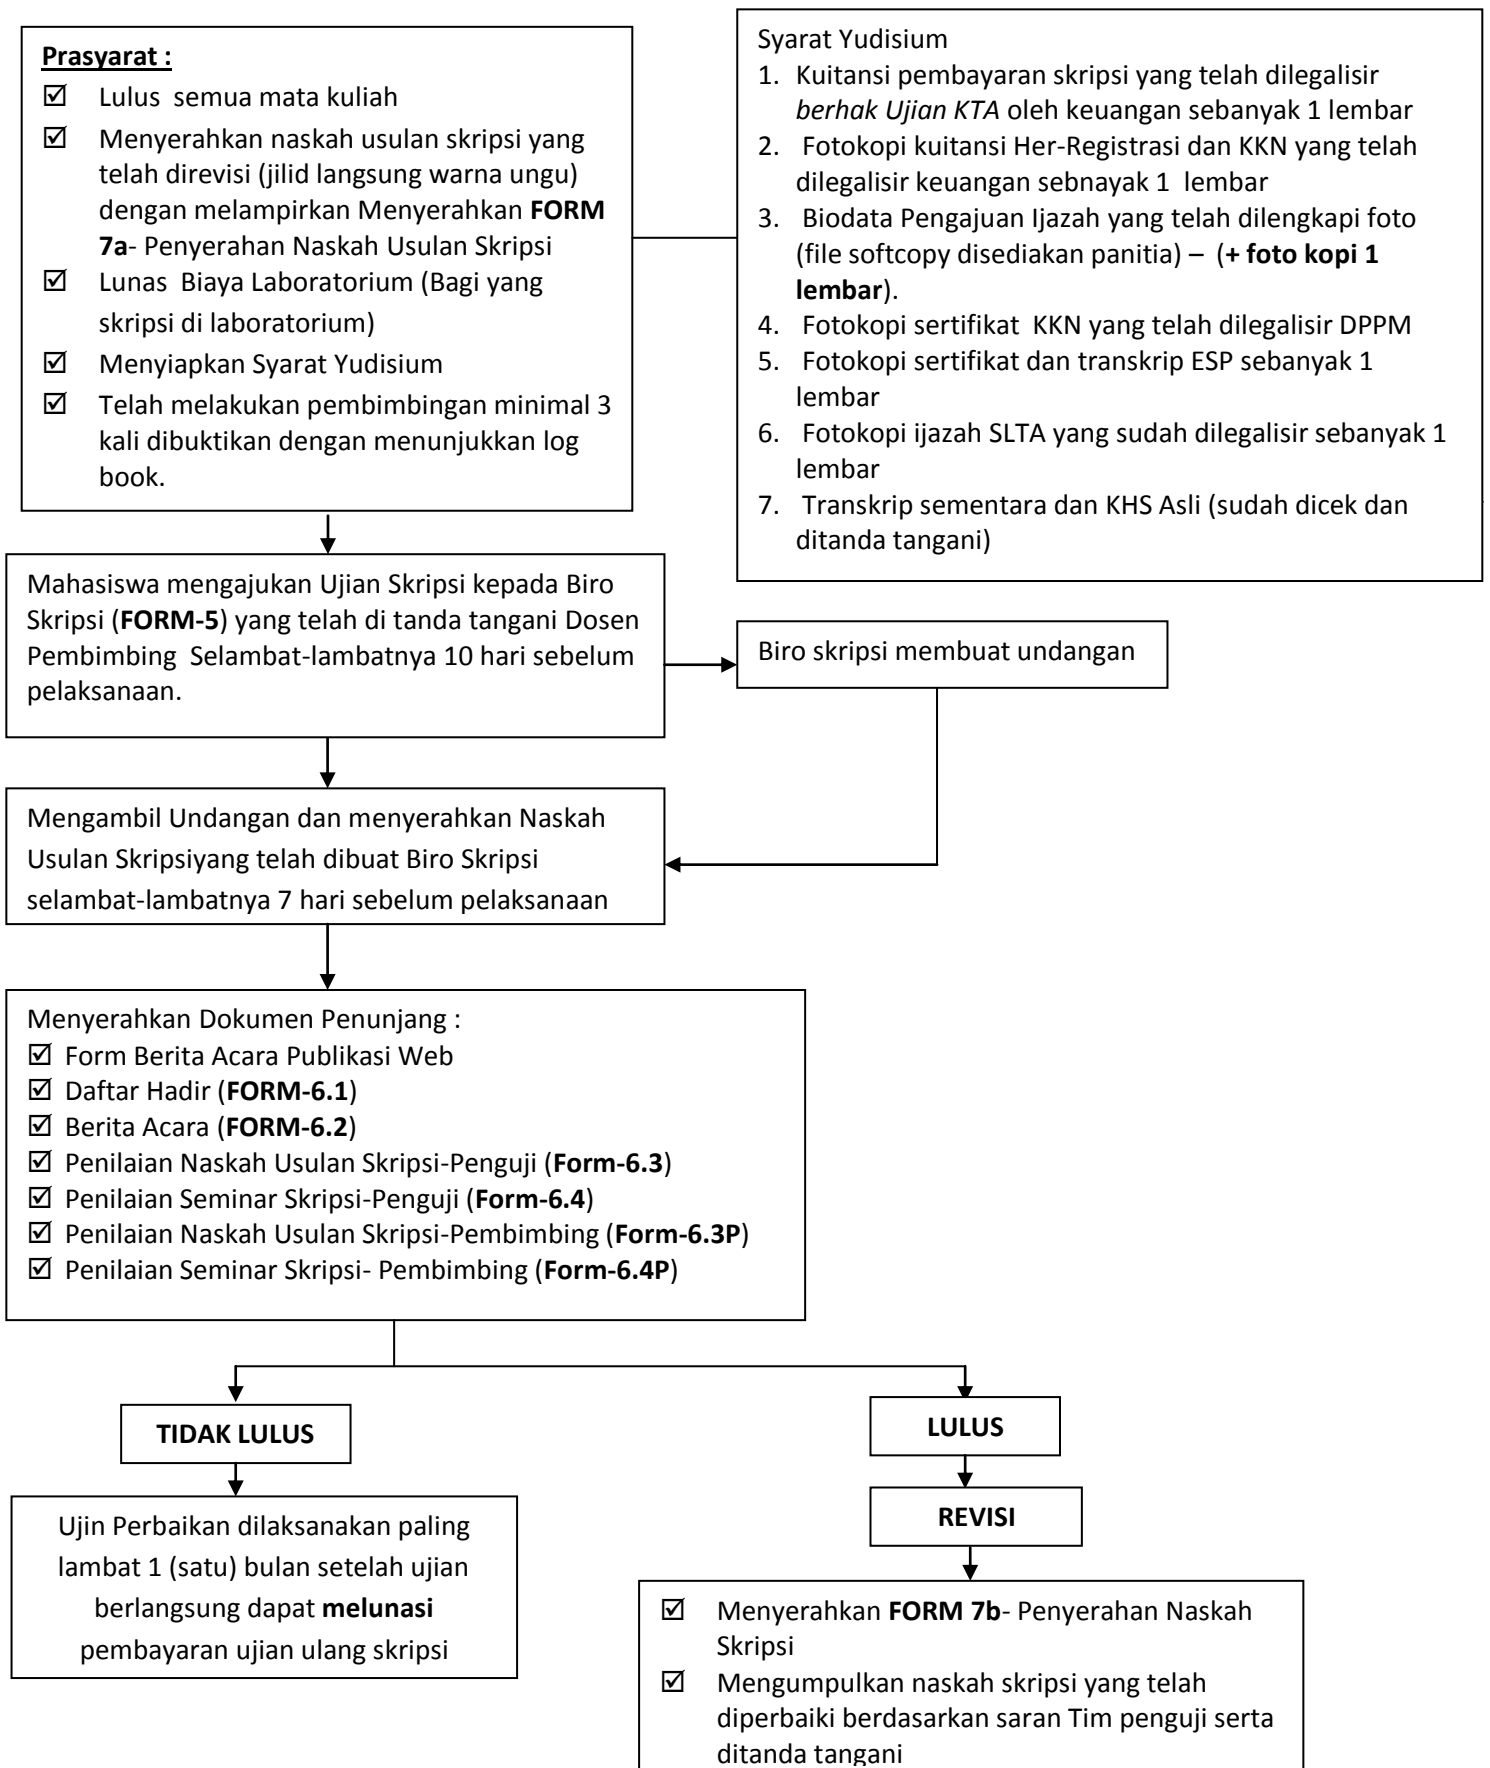 Prasyarat :
☑ Lulus semua mata kuliah
☑ Menyerahkan naskah usulan skripsi yang
telah direvisi (jilid langsung warna ungu)
dengan melampirkan Menyerahkan FORM
7a- Penyerahan Naskah Usulan Skripsi
☑ Lunas Biaya Laboratorium (Bagi yang
skripsi di laboratorium)
☑ Menyiapkan Syarat Yudisium
☑ Telah melakukan pembimbingan minimal 3
kali dibuktikan dengan menunjukkan log
book.
Syarat Yudisium
1. Kuitansi pembayaran skripsi yang telah dilegalisir
berhak Ujian KTA oleh keuangan sebanyak 1 lembar
2. Fotokopi kuitansi Her-Registrasi dan KKN yang telah
dilegalisir keuangan sebnayak 1 lembar
3. Biodata Pengajuan Ijazah yang telah dilengkapi foto
(file softcopy disediakan panitia) – (+ foto kopi 1
lembar).
4. Fotokopi sertifikat KKN yang telah dilegalisir DPPM
5. Fotokopi sertifikat dan transkrip ESP sebanyak 1
lembar
6. Fotokopi ijazah SLTA yang sudah dilegalisir sebanyak 1
lembar
7. Transkrip sementara dan KHS Asli (sudah dicek dan
ditanda tangani)
Mahasiswa mengajukan Ujian Skripsi kepada Biro
Skripsi (FORM-5) yang telah di tanda tangani Dosen
Pembimbing Selambat-lambatnya 10 hari sebelum
pelaksanaan.
Biro skripsi membuat undangan
Mengambil Undangan dan menyerahkan Naskah
Usulan Skripsiyang telah dibuat Biro Skripsi
selambat-lambatnya 7 hari sebelum pelaksanaan
Menyerahkan Dokumen Penunjang :
☑ Form Berita Acara Publikasi Web
☑ Daftar Hadir (FORM-6.1)
☑ Berita Acara (FORM-6.2)
☑ Penilaian Naskah Usulan Skripsi-Penguji (Form-6.3)
☑ Penilaian Seminar Skripsi-Penguji (Form-6.4)
☑ Penilaian Naskah Usulan Skripsi-Pembimbing (Form-6.3P)
☑ Penilaian Seminar Skripsi- Pembimbing (Form-6.4P)
TIDAK LULUS
Ujin Perbaikan dilaksanakan paling
lambat 1 (satu) bulan setelah ujian
berlangsung dapat melunasi
pembayaran ujian ulang skripsi
LULUS
REVISI
☑ Menyerahkan FORM 7b- Penyerahan Naskah
Skripsi
☑ Mengumpulkan naskah skripsi yang telah
diperbaiki berdasarkan saran Tim penguji serta
ditanda tangani